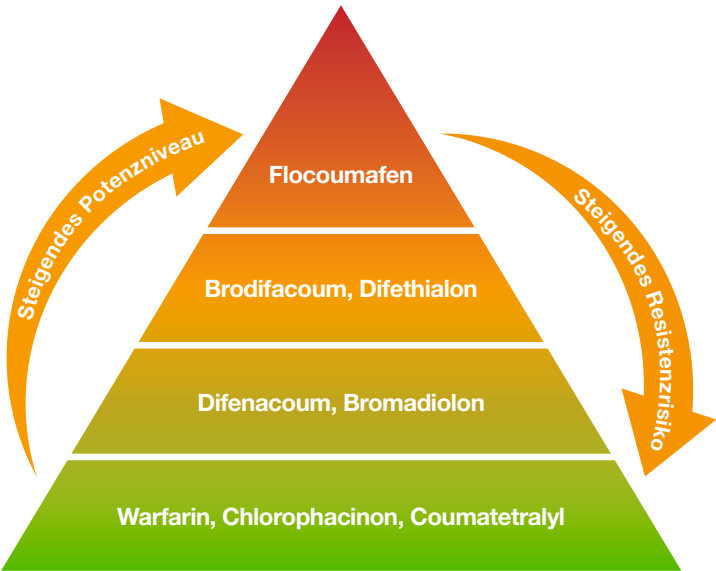 Steigendes Potenzniveau
Steigendes Resistenzrisiko
Flocoumafen
Brodifacoum, Difethialon
Difenacoum, Bromadiolon
Warfarin, Chlorophacinon, Coumatetralyl